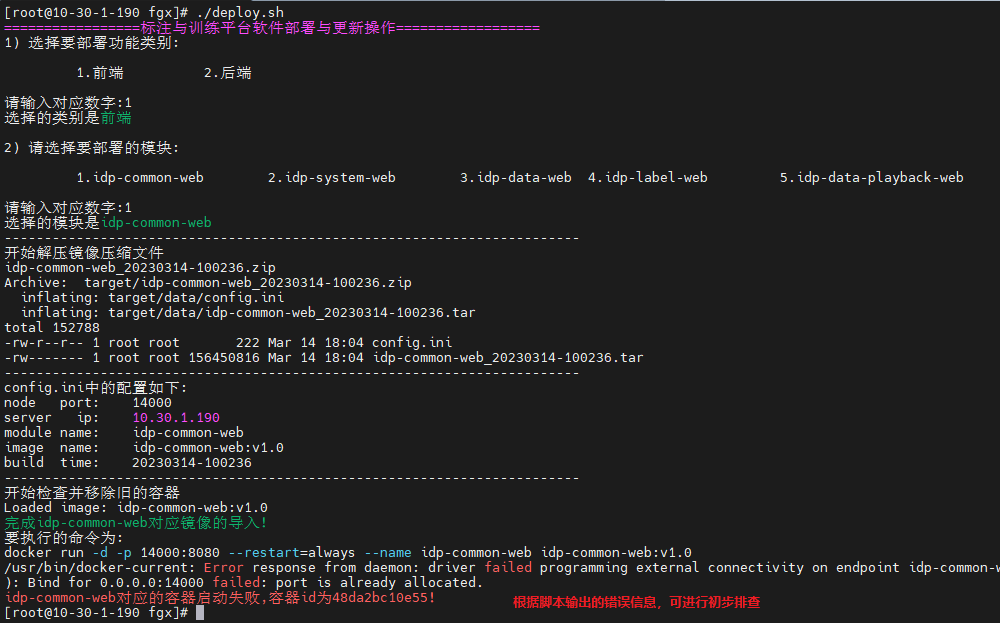 [root@10-30-1-190 fgx]# ./deploy.sh
=================标注与训练平台软件部署与更新操作==================
1) 选择要部署功能类别:
1.前端 2.后端
请输入对应数字:1
选择的类别是前端
2) 请选择要部署的模块:
1.idp-common-web 2.idp-system-web 3.idp-data-web 4.idp-label-web 5.idp-data-playback-web
请输入对应数字:1
选择的模块是idp-common-web
------------------------------------------------------------------------
开始解压镜像压缩文件
idp-common-web_20230314-100236.zip
Archive:  target/idp-common-web_20230314-100236.zip
inflating: target/data/config.ini
inflating: target/data/idp-common-web_20230314-100236.tar
total 152788
-rw-r--r-- 1 root root       222 Mar 14 18:04 config.ini
-rw------- 1 root root 156450816 Mar 14 18:04 idp-common-web_20230314-100236.tar
------------------------------------------------------------------------
config.ini中的配置如下:
node   port:    14000
server   ip:    10.30.1.190
module name:    idp-common-web
image  name:    idp-common-web:v1.0
build  time:    20230314-100236
------------------------------------------------------------------------
开始检查并移除旧的容器
Loaded image: idp-common-web:v1.0
完成idp-common-web对应镜像的导入!
要执行的命令为:
docker run -d -p 14000:8080 --restart=always --name idp-common-web idp-common-web:v1.0
/usr/bin/docker-current: Error response from daemon: driver failed programming external connectivity on endpoint idp-common-w
): Bind for 0.0.0.0:14000 failed: port is already allocated.
idp-common-web对应的容器启动失败,容器id为48da2bc10e55!
根据脚本输出的错误信息，可进行初步排查
[root@10-30-1-190 fgx]#